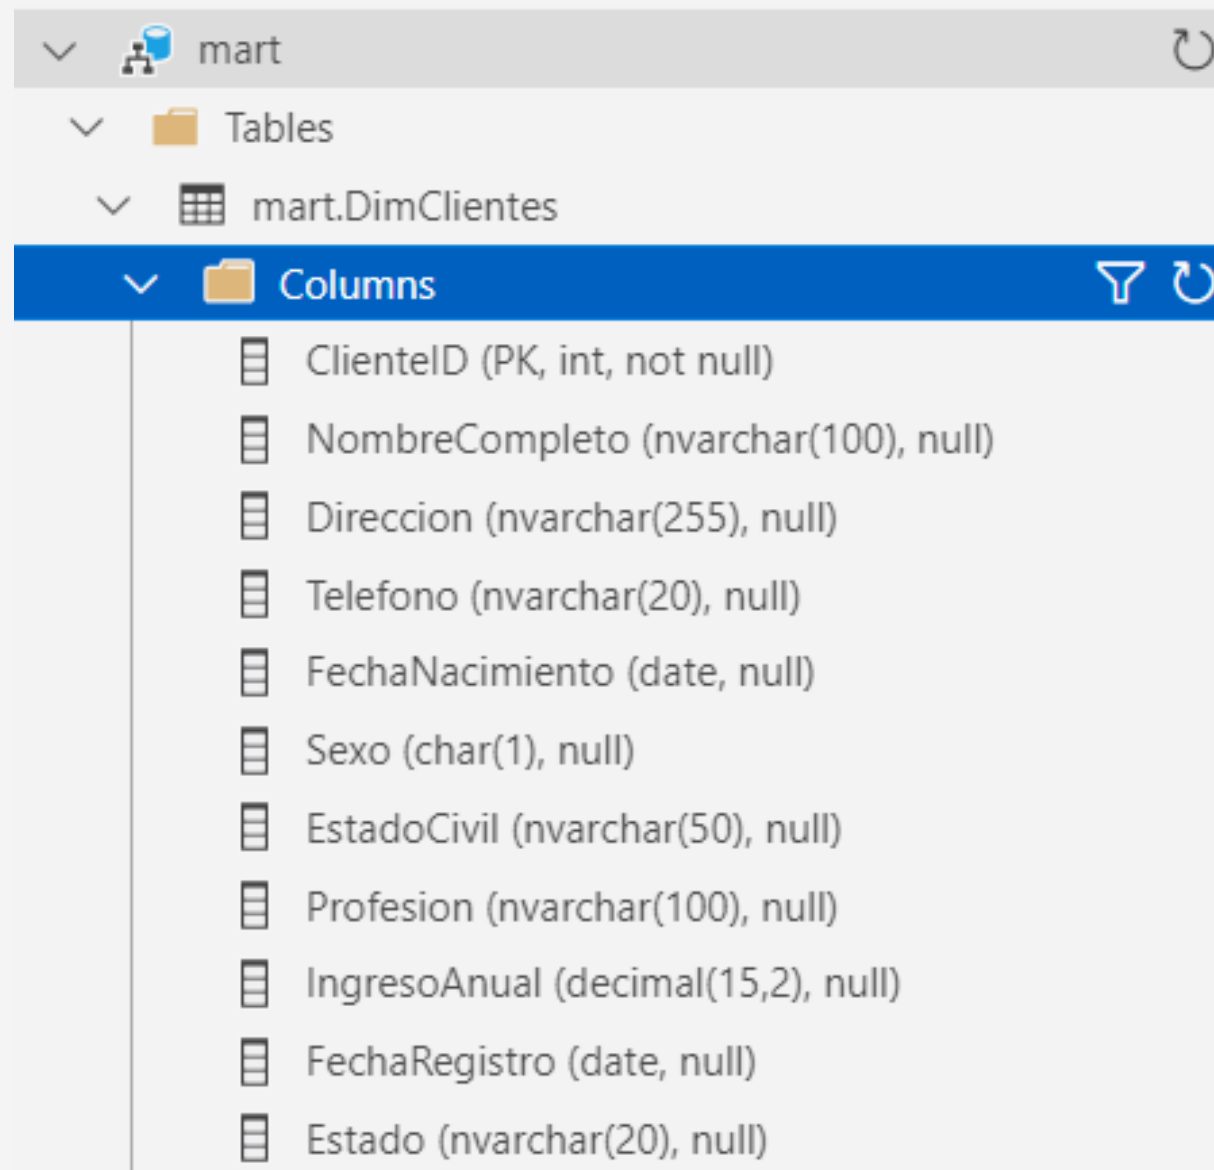 mart
Tables
mart.DimClientes
Columns
ClienteID (PK, int, not null)
NombreCompleto (nvarchar(100), null)
Direccion (nvarchar(255), null)
Telefono (nvarchar(20), null)
FechaNacimiento (date, null)
Sexo (char(1), null)
EstadoCivil (nvarchar(50), null)
Profesion (nvarchar(100), null)
IngresoAnual (decimal(15,2), null)
FechaRegistro (date, null)
Estado (nvarchar(20), null)